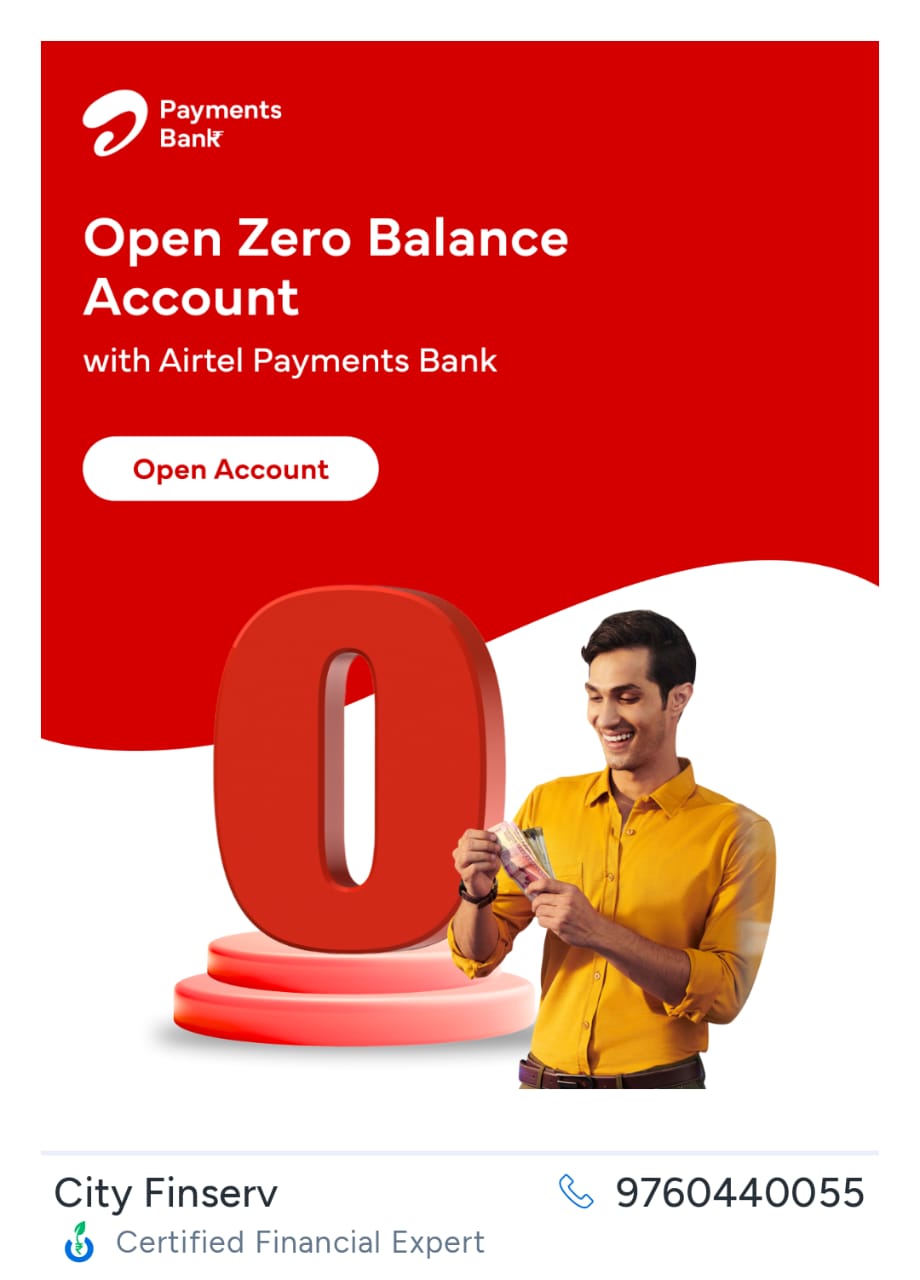 Payments
Bank
Open Zero Balance
Account
with Airtel Payments Bank
Open Account
0
City Finserv
9760440055
Certified Financial Expert